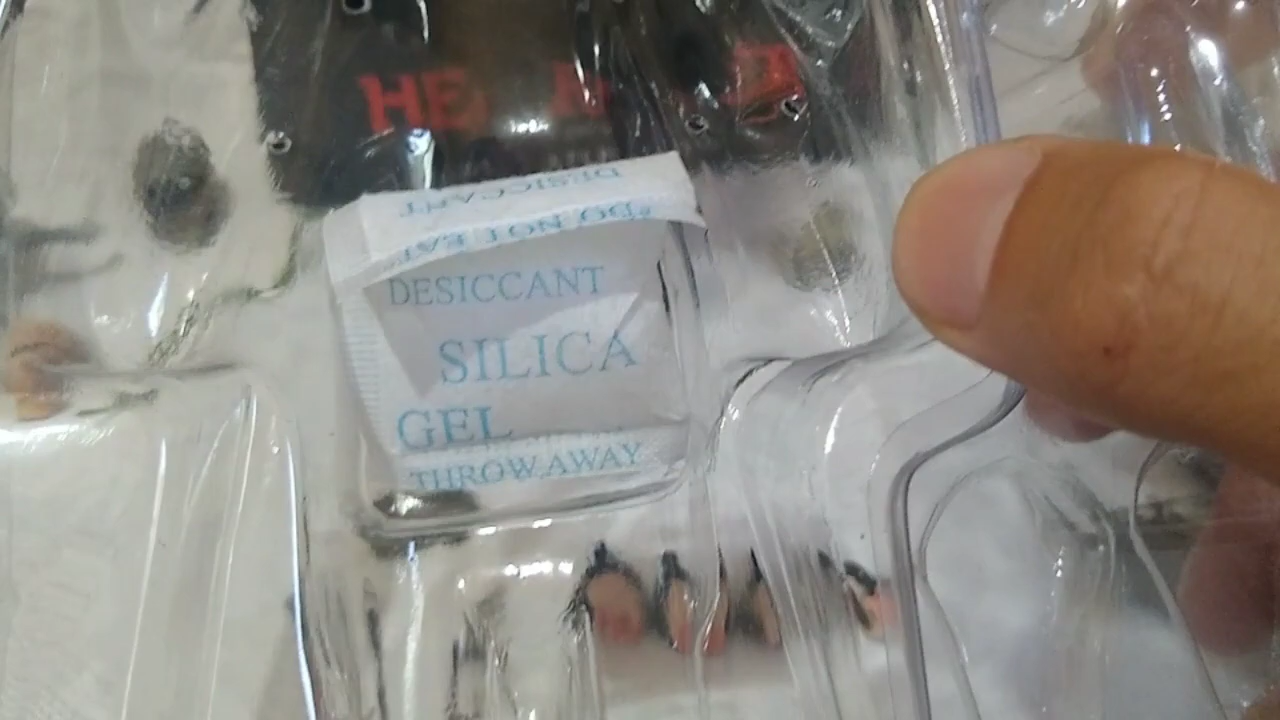 DESICCANT
"DO NOT EAT"
DESICCANT
SILICA
GEL
THROW AWAY